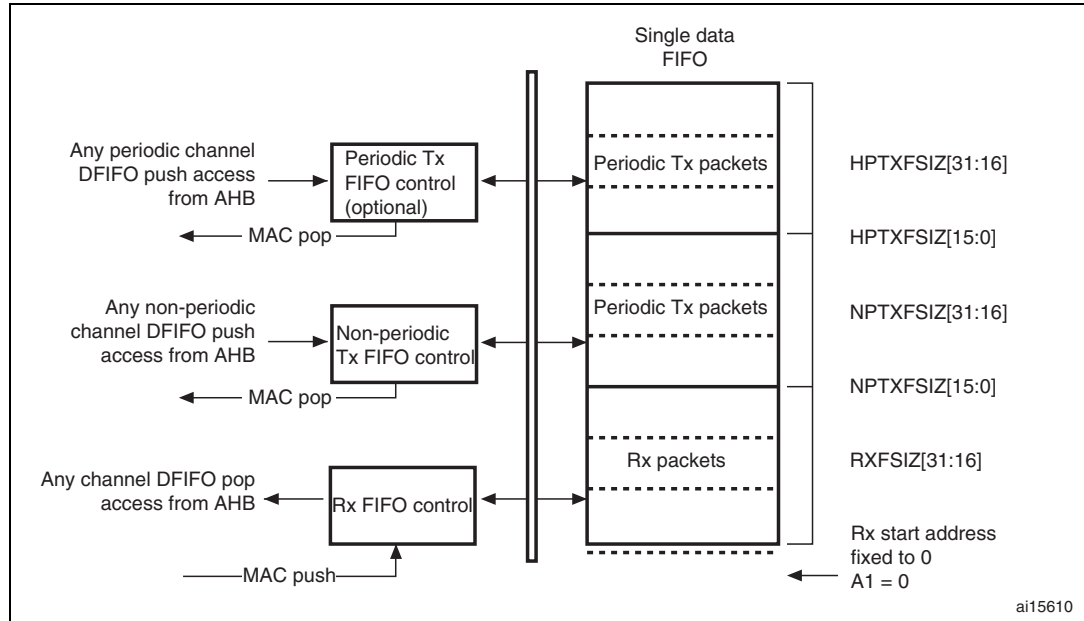 Single data
FIFO
Any periodic channel
DFIFO push access
from AHB
Periodic Tx
FIFO control
(optional)
MAC pop
Periodic Tx packets
HPTXFSIZ[31:16]
HPTXFSIZ[15:0]
Any non-periodic
channel DFIFO push
access from AHB
Non-periodic
Tx FIFO control
MAC pop
Periodic Tx packets
NPTXFSIZ[31:16]
NPTXFSIZ[15:0]
Any channel DFIFO pop
access from AHB
Rx FIFO control
MAC push
Rx packets
RXFSIZ[31:16]
Rx start address
fixed to 0
A1 = 0
ai15610